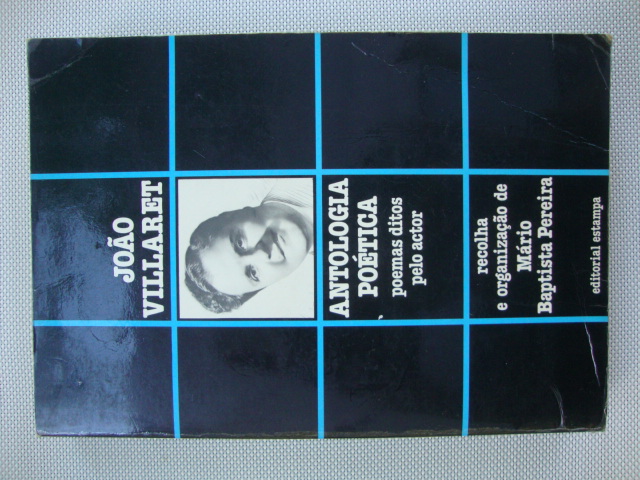 JOÃO
VILLARET
ANTOLOGIA
POÉTICA
poemas ditos
pelo actor
recolha
e organização de
Mário
Baptista Pereira
editorial estampa